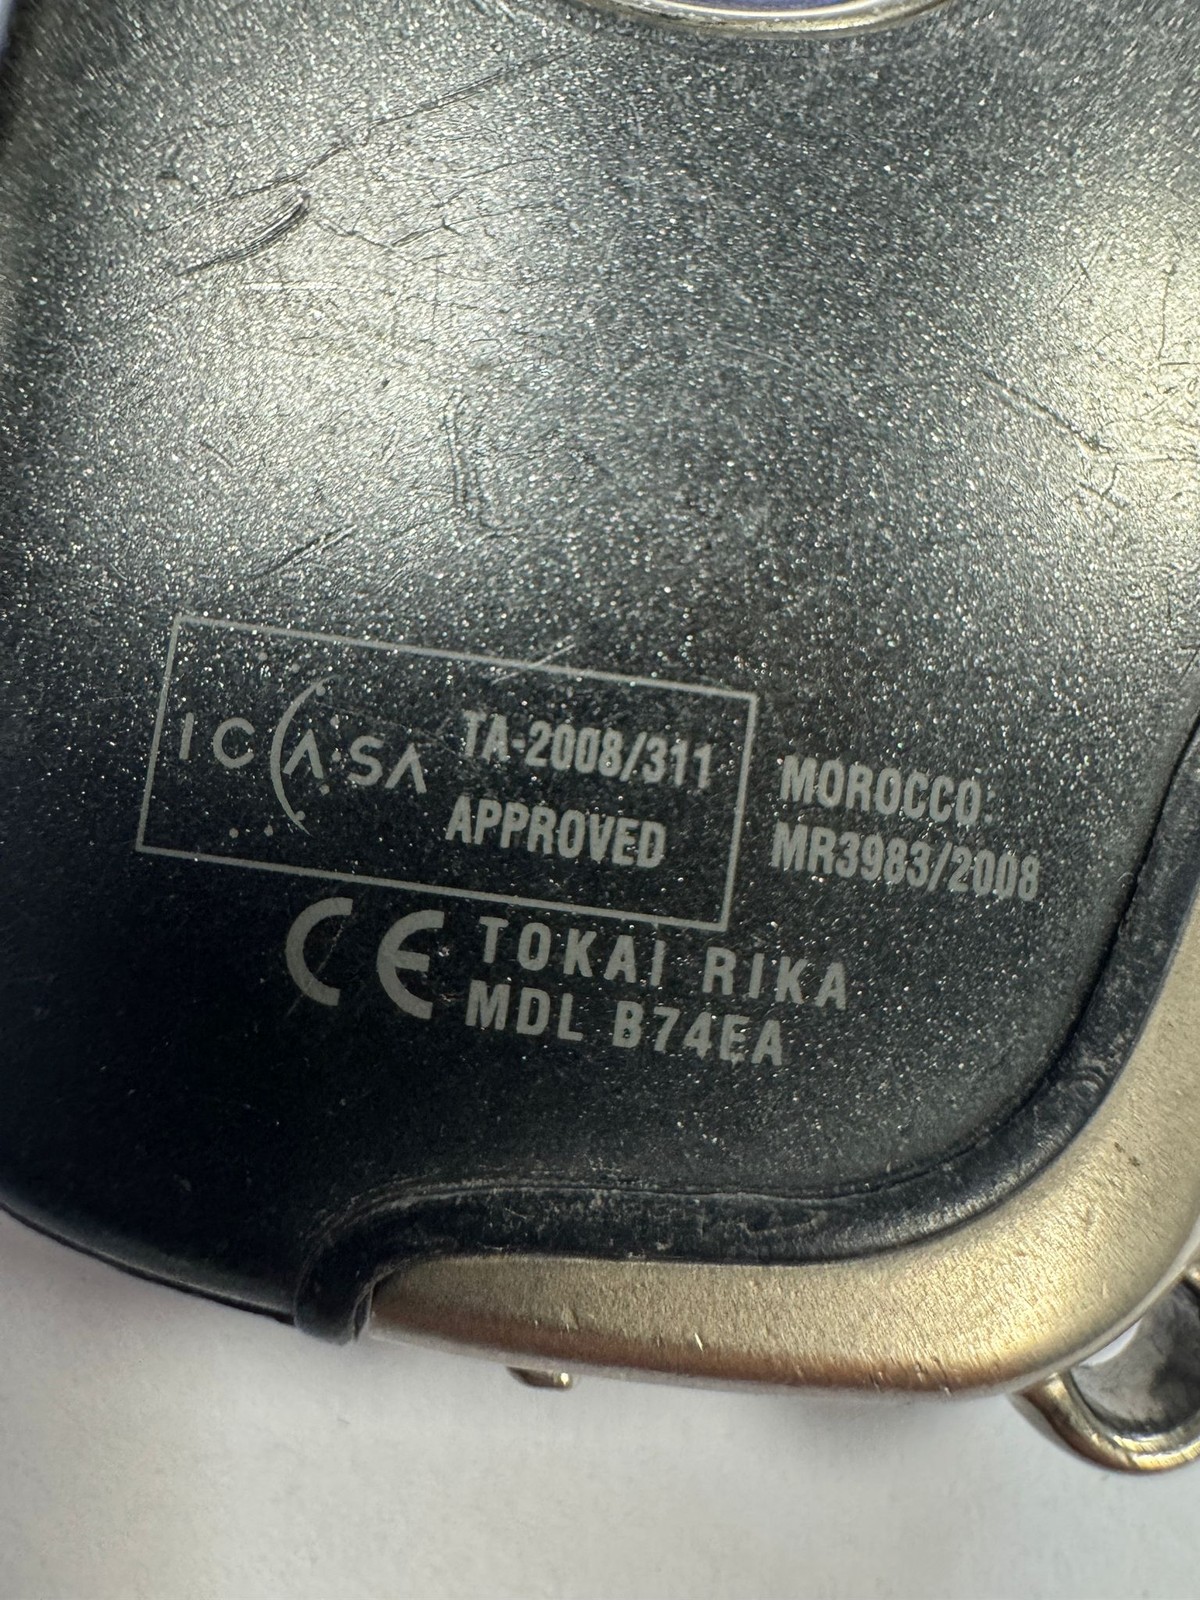 ICASA TA-2008/311
APPROVED
MOROCCO:
MR3983/2008
CE TOKAI RIKA
MDL B74EA